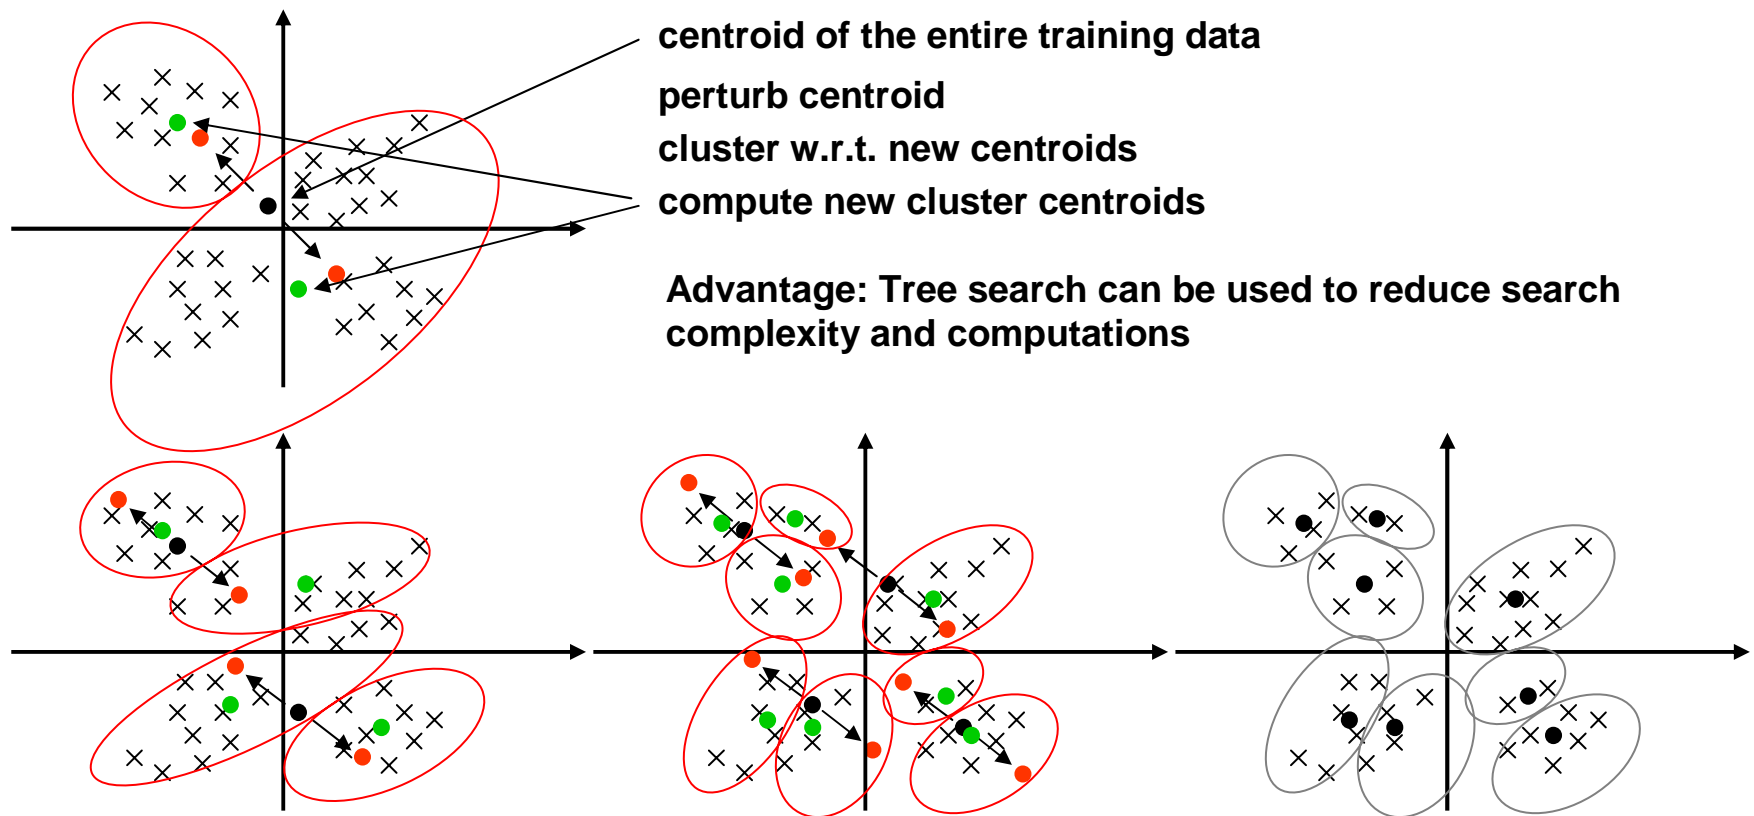 centroid of the entire training data
perturb centroid
cluster w.r.t. new centroids
compute new cluster centroids
Advantage: Tree search can be used to reduce search
complexity and computations